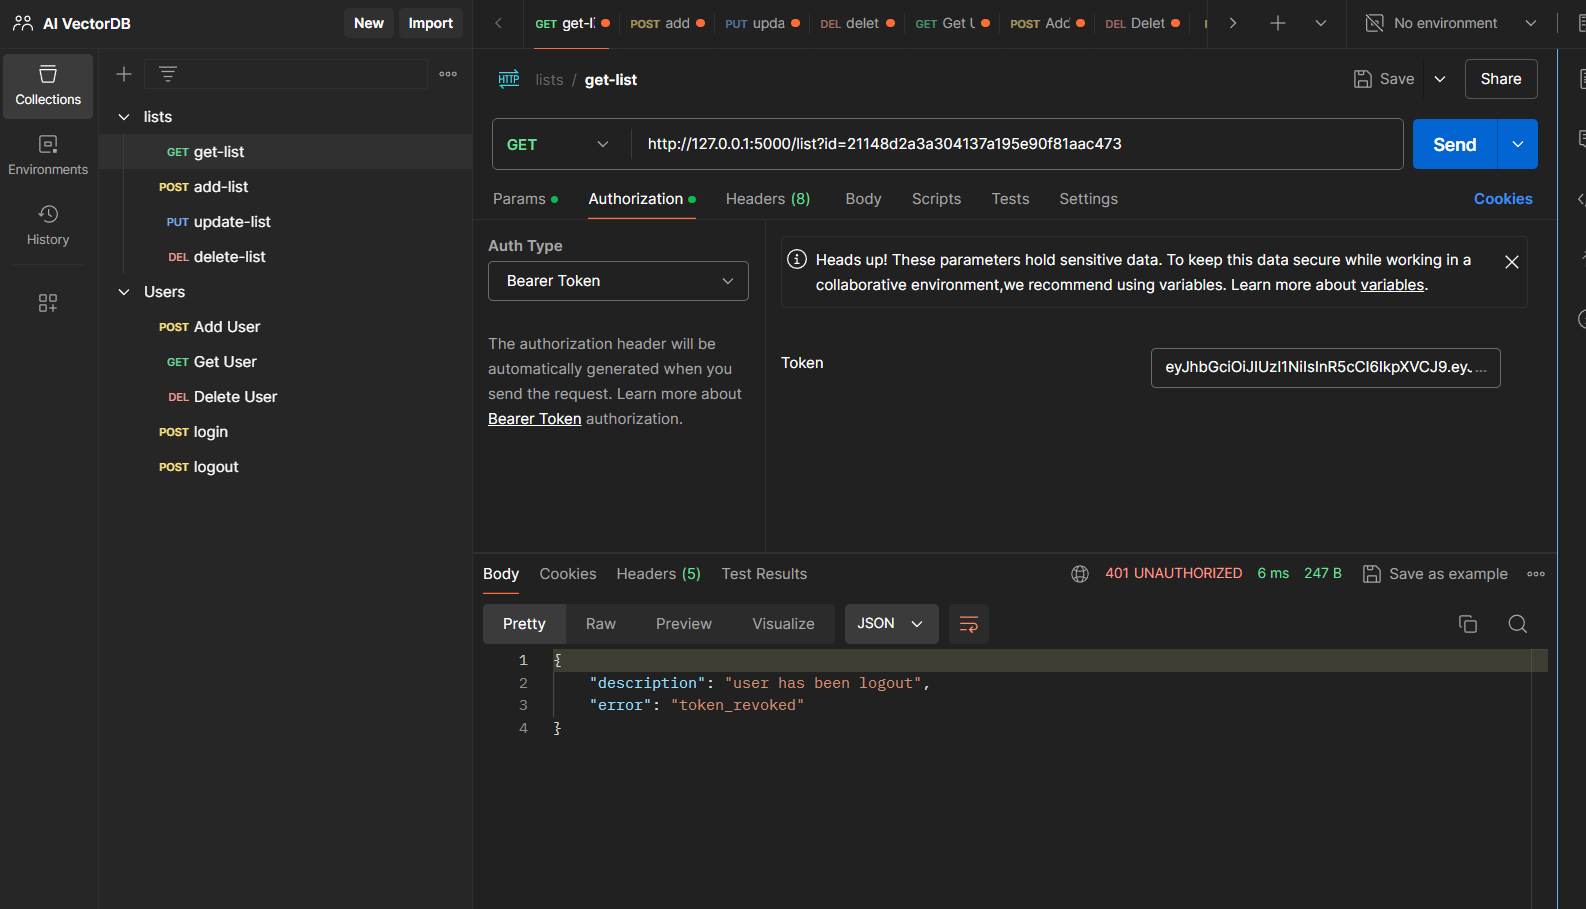 AI VectorDB
New
Import
GET get-l
POST add
PUT upda
DEL delet
GET Get U
POST Add
DEL Delet
No environment
Collections
Environments
History
lists
GET get-list
POST add-list
PUT update-list
DEL delete-list
Users
POST Add User
GET Get User
DEL Delete User
POST login
POST logout
HTTP lists / get-list
Save
Share
GET
http://127.0.0.1:5000/list?id=21148d2a3a304137a195e90f81aac473
Send
Params
Authorization
Headers (8)
Body
Scripts
Tests
Settings
Cookies
Auth Type
Bearer Token
The authorization header will be
automatically generated when you
send the request. Learn more about
Bearer Token authorization.
Heads up! These parameters hold sensitive data. To keep this data secure while working in a
collaborative environment,we recommend using variables. Learn more about variables.
Token
eyJhbGciOiJIUzI1NiIsInR5cCI6IkpXVCJ9.eyJ...
Body
Cookies
Headers (5)
Test Results
401 UNAUTHORIZED
6 ms
247 B
Save as example
Pretty
Raw
Preview
Visualize
JSON
1 {
2 "description": "user has been logout",
3 "error": "token_revoked"
4 }